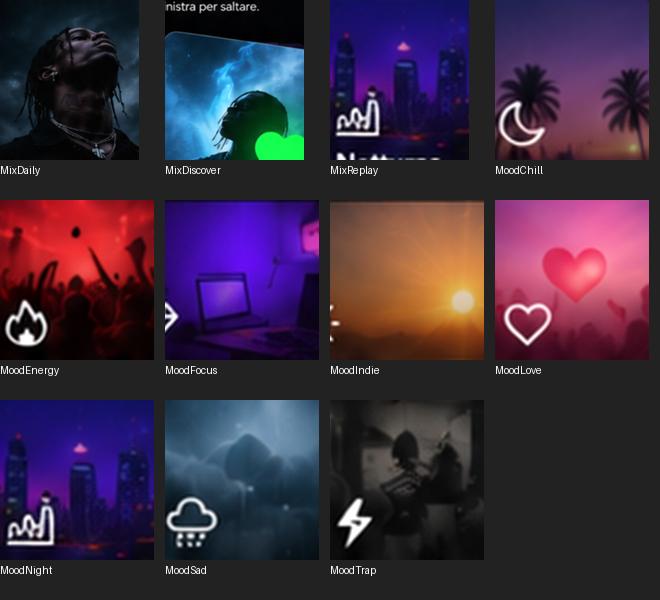 nistra per saltare.
MixDaily
MixDiscover
MixReplay
MoodChill
MoodEnergy
MoodFocus
MoodIndie
MoodLove
MoodNight
MoodSad
MoodTrap